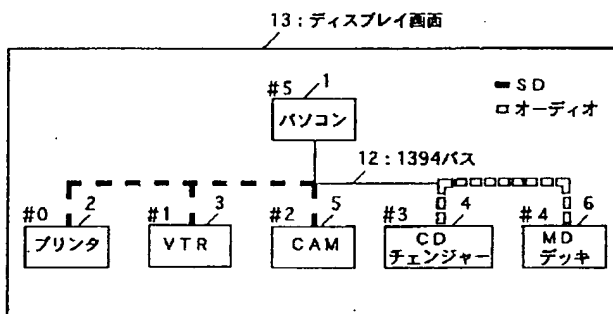 13：ディスプレイ画面
#5 1
パソコン
SD
オーディオ
12：1394バス
#0 2
プリンタ
#1 3
VTR
#2 5
CAM
#3 4
CD
チェンジャー
#4 6
MD
デッキ